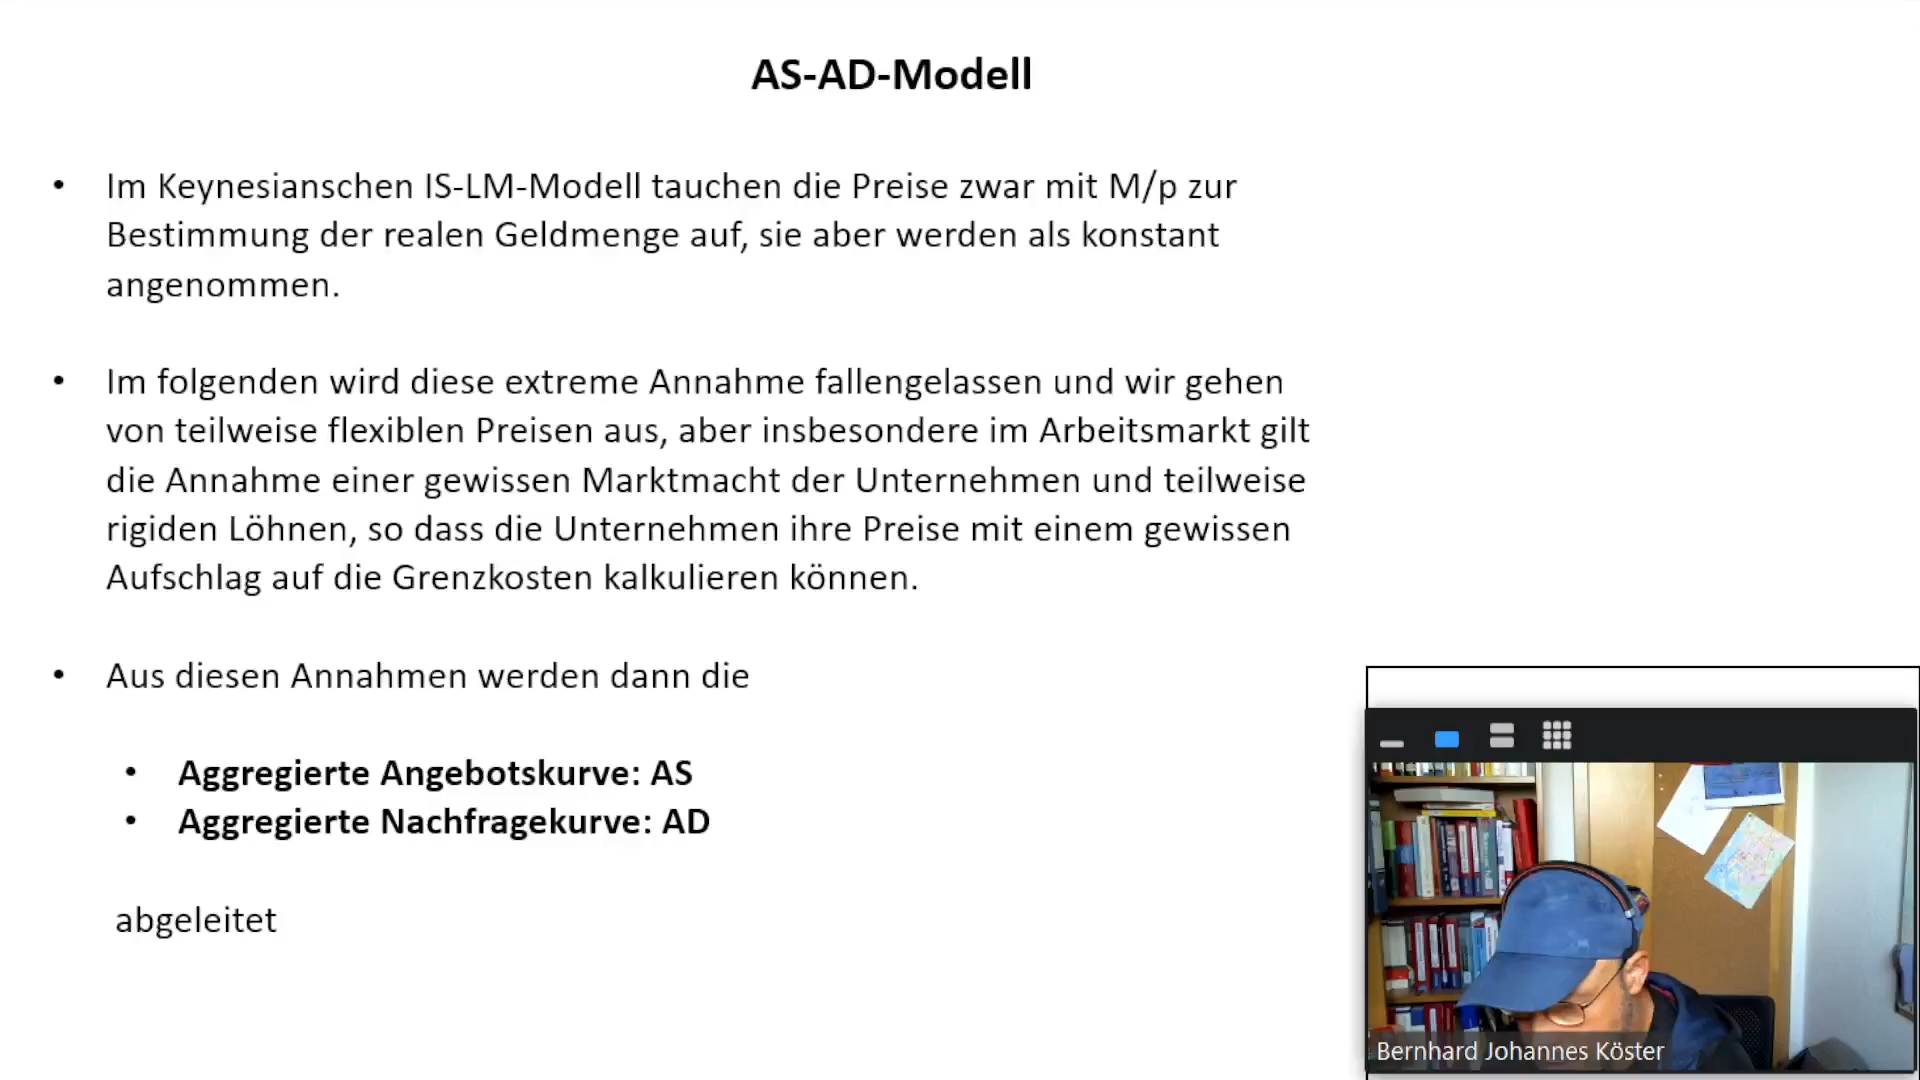 AS-AD-Modell
• Im Keynesianschen IS-LM-Modell tauchen die Preise zwar mit M/p zur
Bestimmung der realen Geldmenge auf, sie aber werden als konstant
angenommen.
• Im folgenden wird diese extreme Annahme fallengelassen und wir gehen
von teilweise flexiblen Preisen aus, aber insbesondere im Arbeitsmarkt gilt
die Annahme einer gewissen Marktmacht der Unternehmen und teilweise
rigiden Löhnen, so dass die Unternehmen ihre Preise mit einem gewissen
Aufschlag auf die Grenzkosten kalkulieren können.
• Aus diesen Annahmen werden dann die
• Aggregierte Angebotskurve: AS
• Aggregierte Nachfragekurve: AD
abgeleitet
Bernhard Johannes Köster